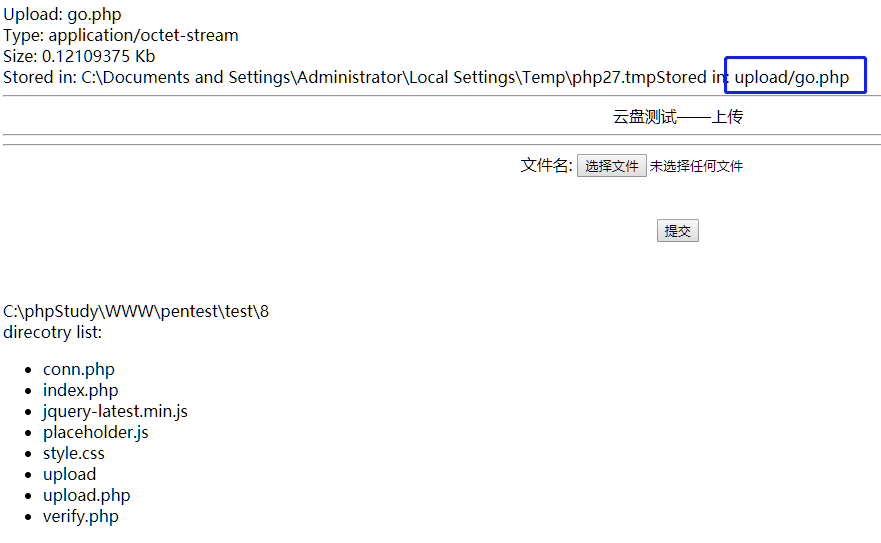 Upload: go.php
Type: application/octet-stream
Size: 0.12109375 Kb
Stored in: C:\Documents and Settings\Administrator\Local Settings\Temp\php27.tmpStored in: upload/go.php
云盘测试——上传
文件名: 选择文件 未选择任何文件
提交
C:\phpStudy\WWW\pentest\test\8
direcotry list:
conn.php
index.php
jquery-latest.min.js
placeholder.js
style.css
upload
upload.php
verify.php